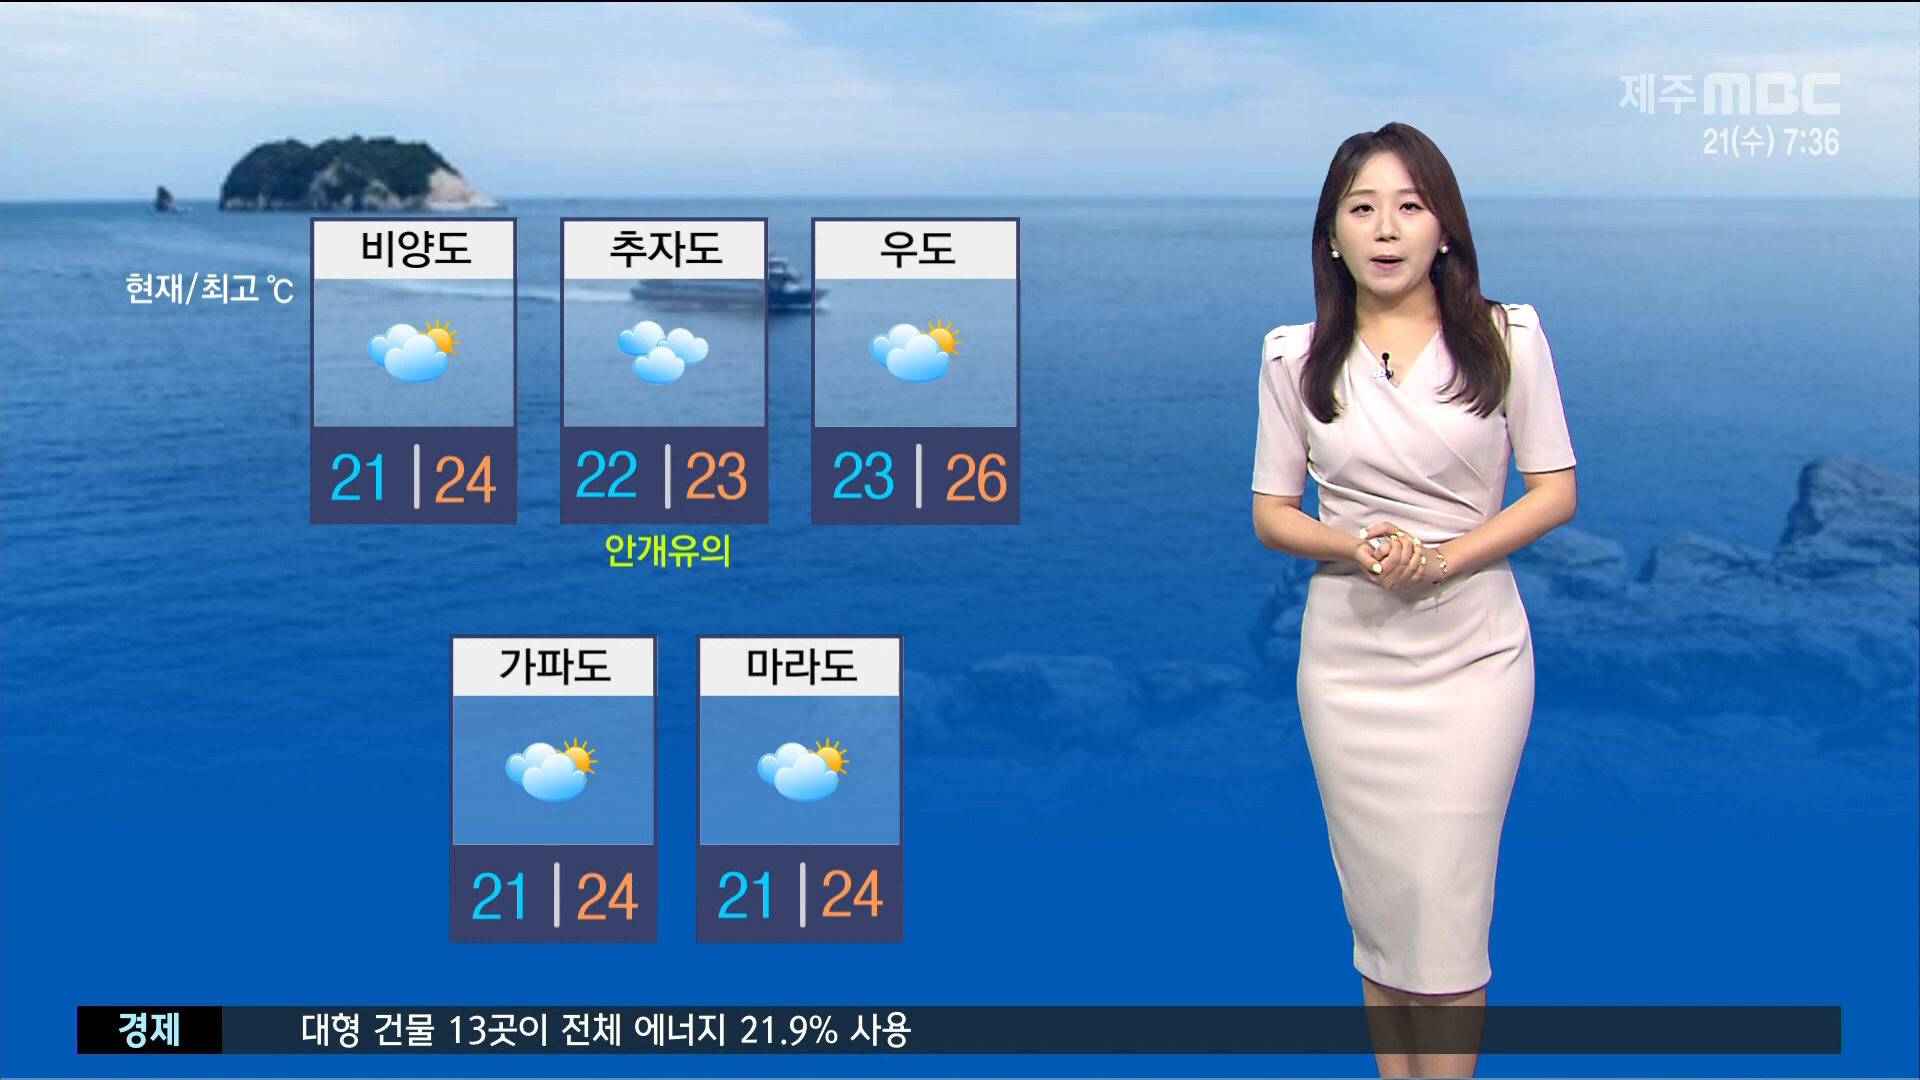 제주MBC
21(수) 7:36
현재/최고 ℃
비양도
추자도
우도
21 24
22 23
23 26
안개유의
가파도
마라도
21 24
21 24
경제
대형 건물 13곳이 전체 에너지 21.9% 사용